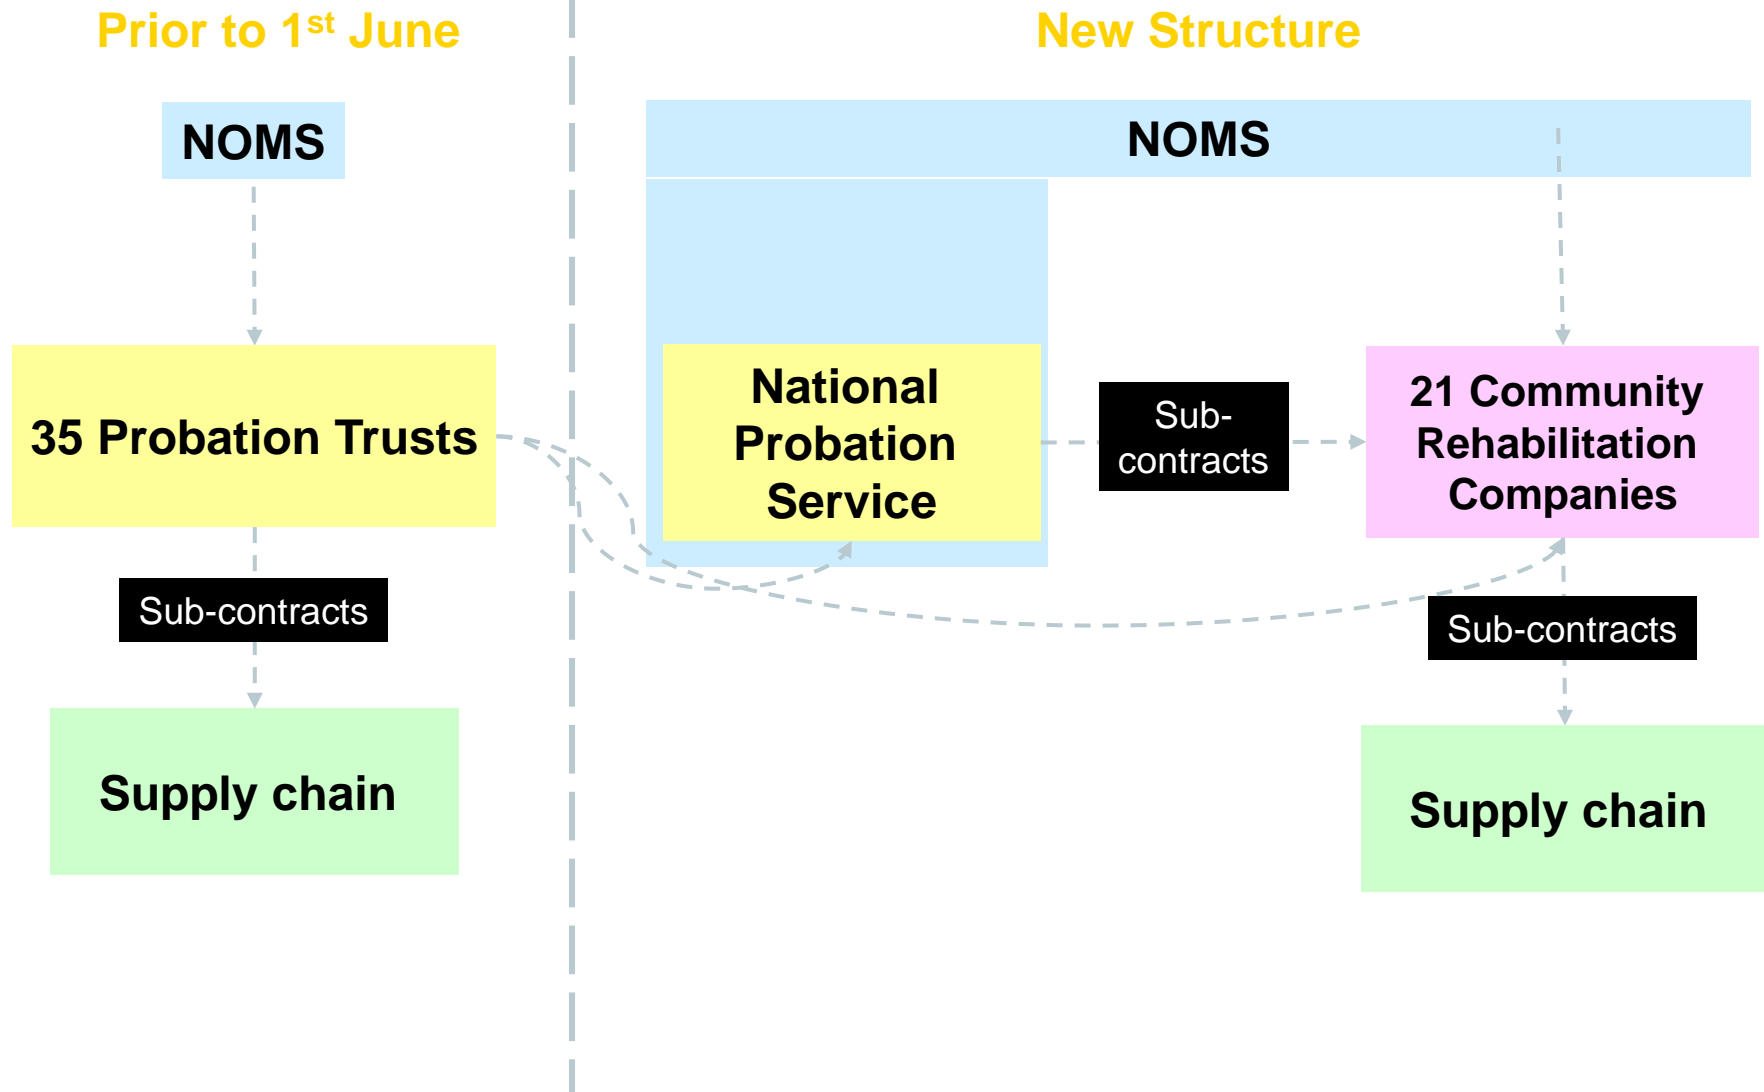 Prior to 1st June
New Structure
NOMS
NOMS
35 Probation Trusts
National
Probation
Service
Sub-
contracts
21 Community
Rehabilitation
Companies
Sub-contracts
Sub-contracts
Supply chain
Supply chain